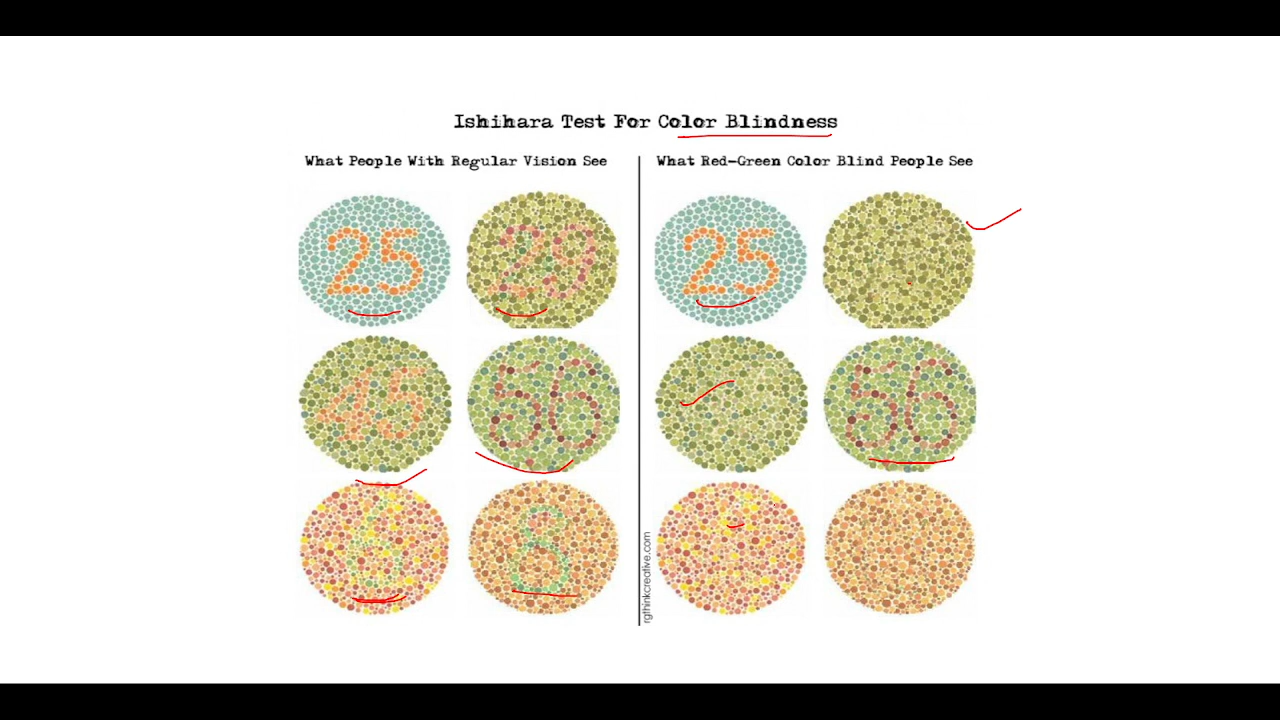 Ishihara Test For Color Blindness
What People With Regular Vision See
What Red-Green Color Blind People See
25 29
25
45 56
56
6 8
rgthinkcreative.com